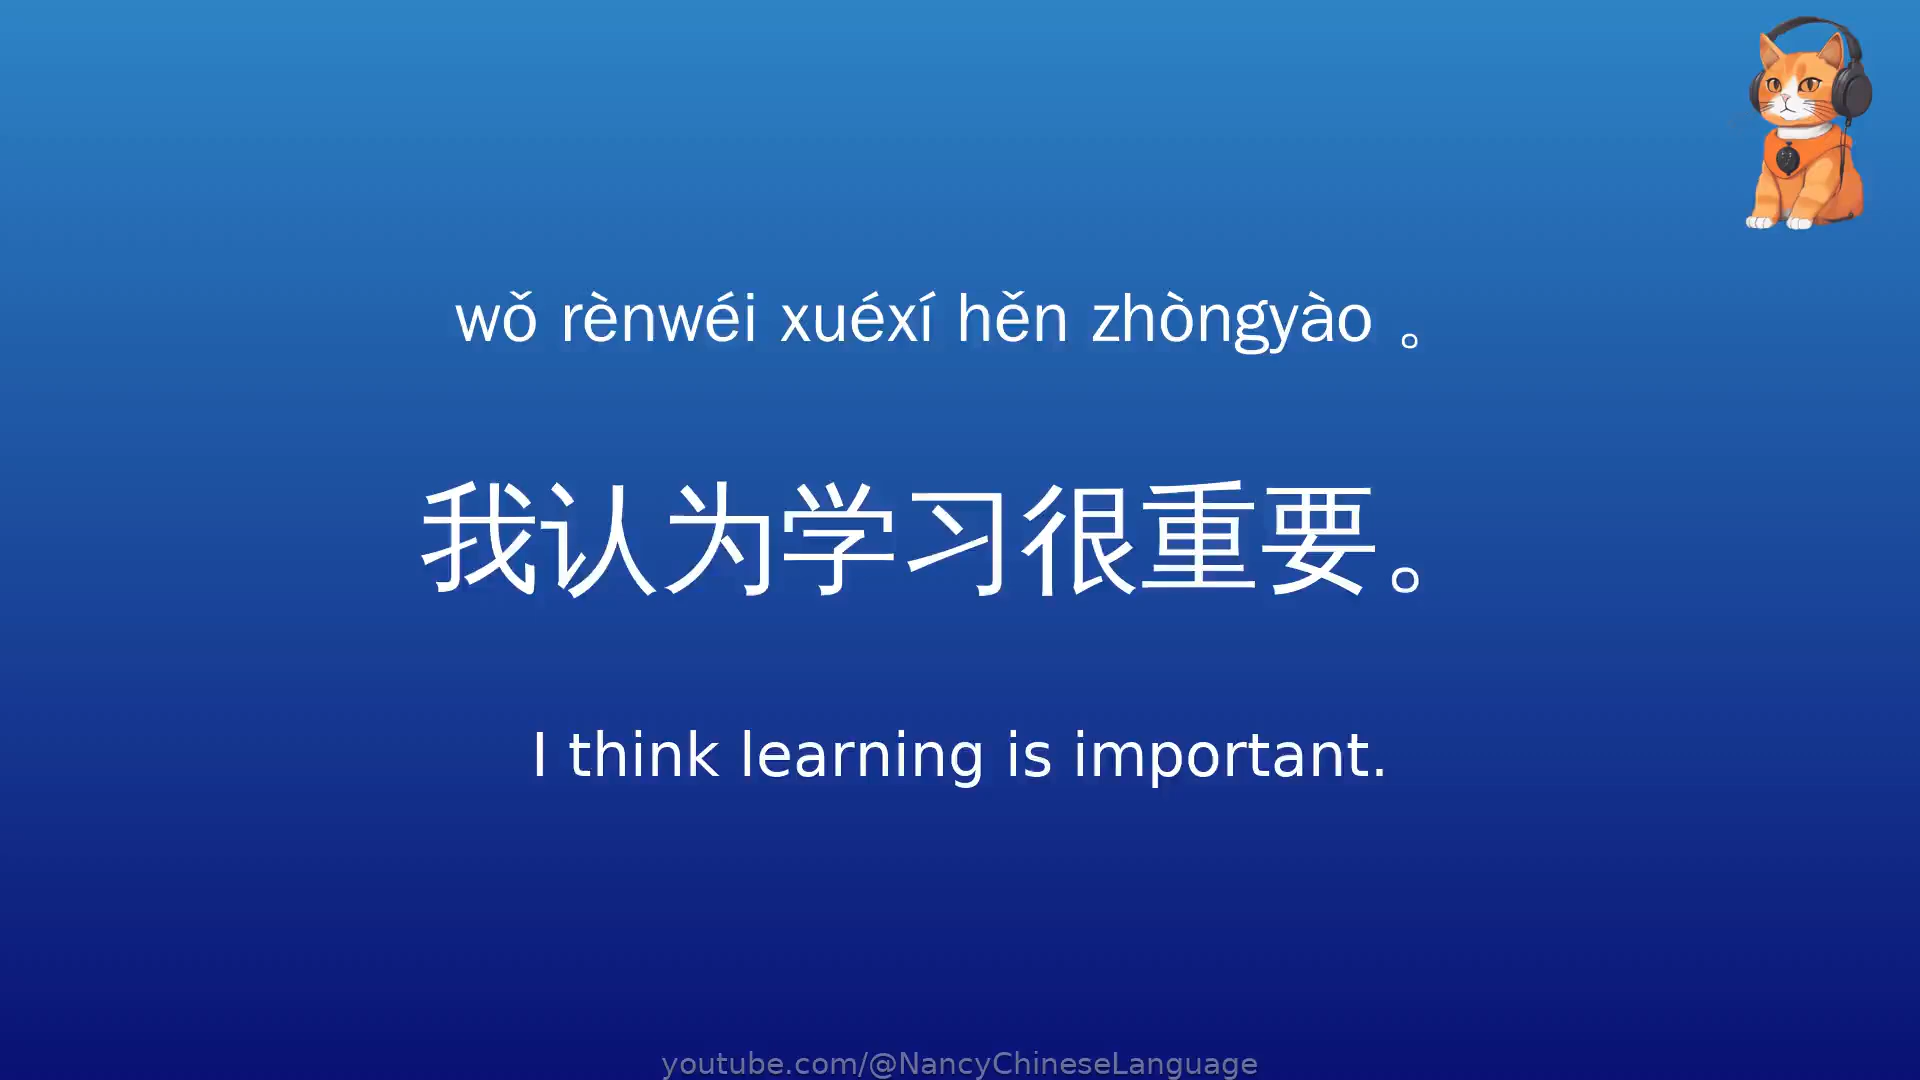 wǒ rènwéi xuéxí hěn zhòngyào 。
我认为学习很重要。
I think learning is important.
youtube.com/@NancyChineseLanguage